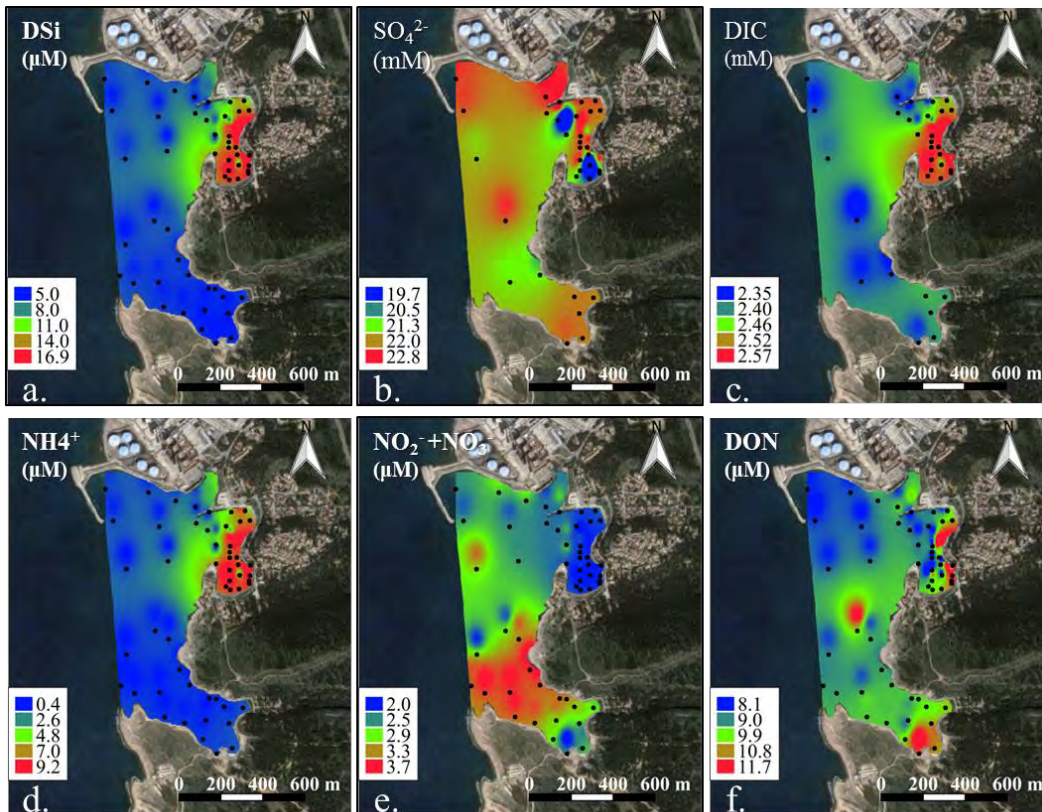 DSi
(µM)
N
5.0
8.0
11.0
14.0
16.9
0 200 400 600 m
a.
SO₄²⁻
(mM)
N
19.7
20.5
21.3
22.0
22.8
0 200 400 600 m
b.
DIC
(mM)
N
2.35
2.40
2.46
2.52
2.57
0 200 400 600 m
c.
NH4⁺
(µM)
N
0.4
2.6
4.8
7.0
9.2
0 200 400 600 m
d.
NO₂⁻+NO₃⁻
(µM)
N
2.0
2.5
2.9
3.3
3.7
0 200 400 600 m
e.
DON
(µM)
N
8.1
9.0
9.9
10.8
11.7
0 200 400 600 m
f.